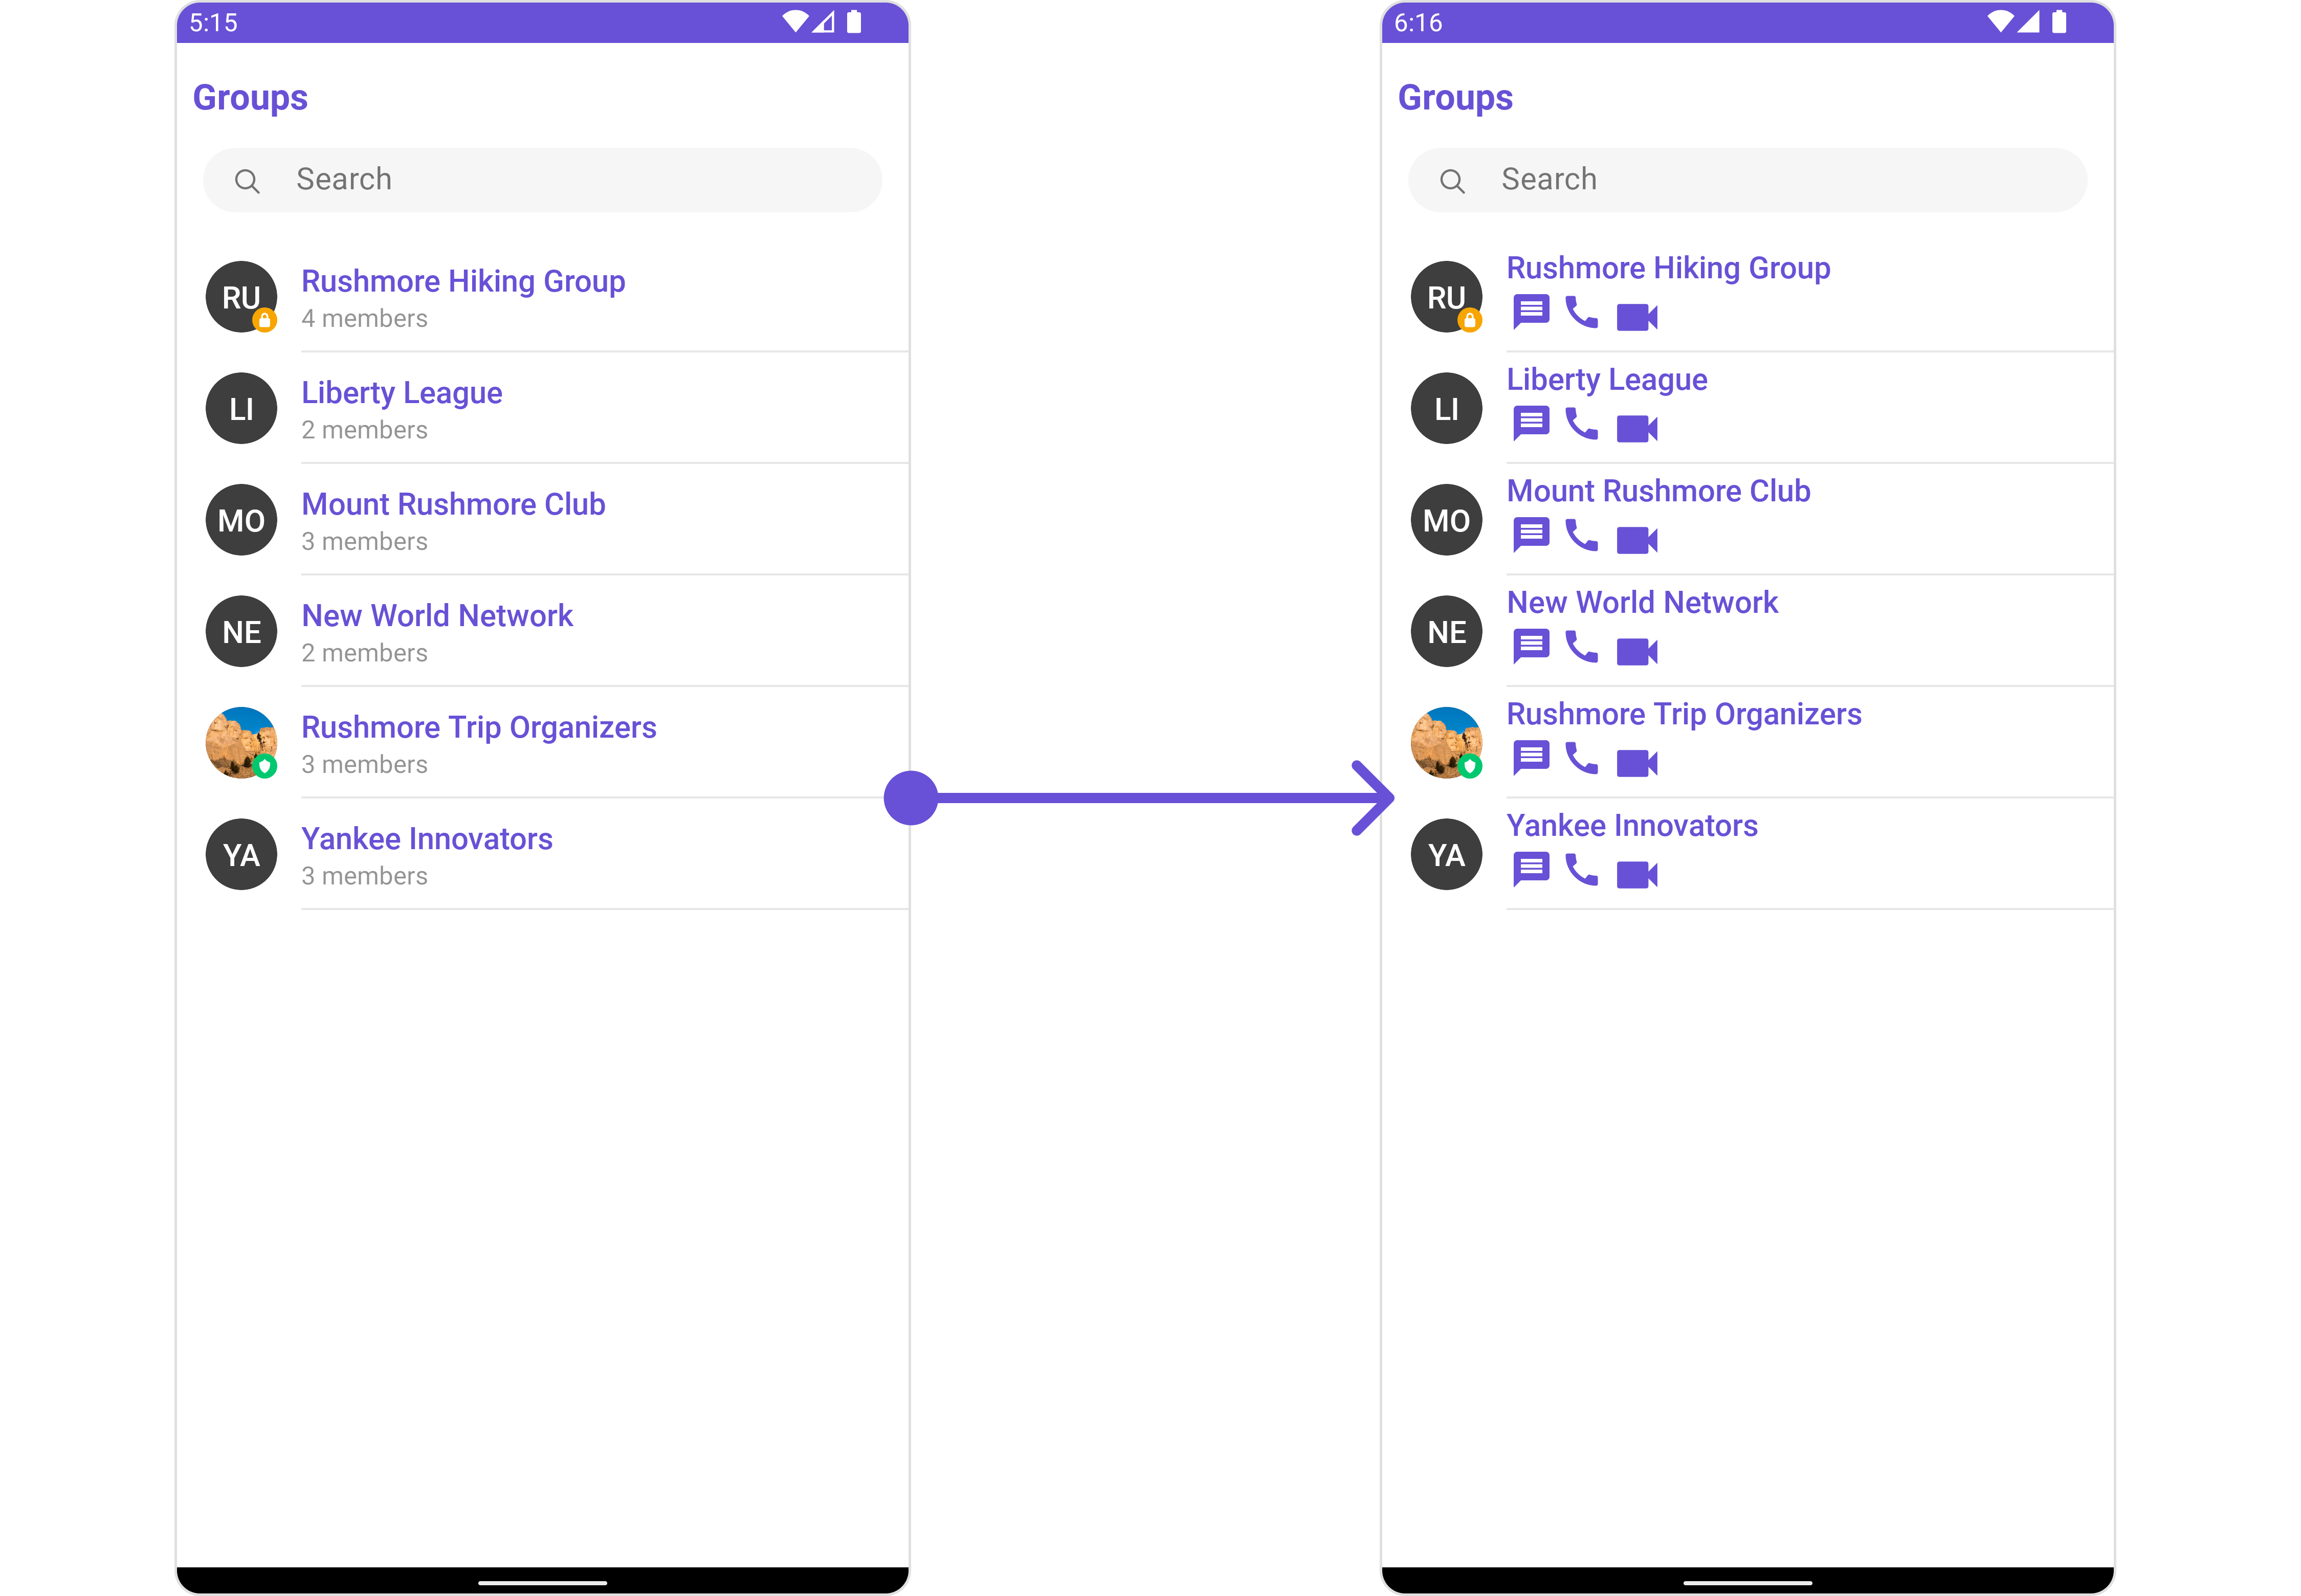 5:15
Groups
Search
RU
Rushmore Hiking Group
4 members
LI
Liberty League
2 members
MO
Mount Rushmore Club
3 members
NE
New World Network
2 members
Rushmore Trip Organizers
3 members
YA
Yankee Innovators
3 members
6:16
Groups
Search
RU
Rushmore Hiking Group
LI
Liberty League
MO
Mount Rushmore Club
NE
New World Network
Rushmore Trip Organizers
YA
Yankee Innovators